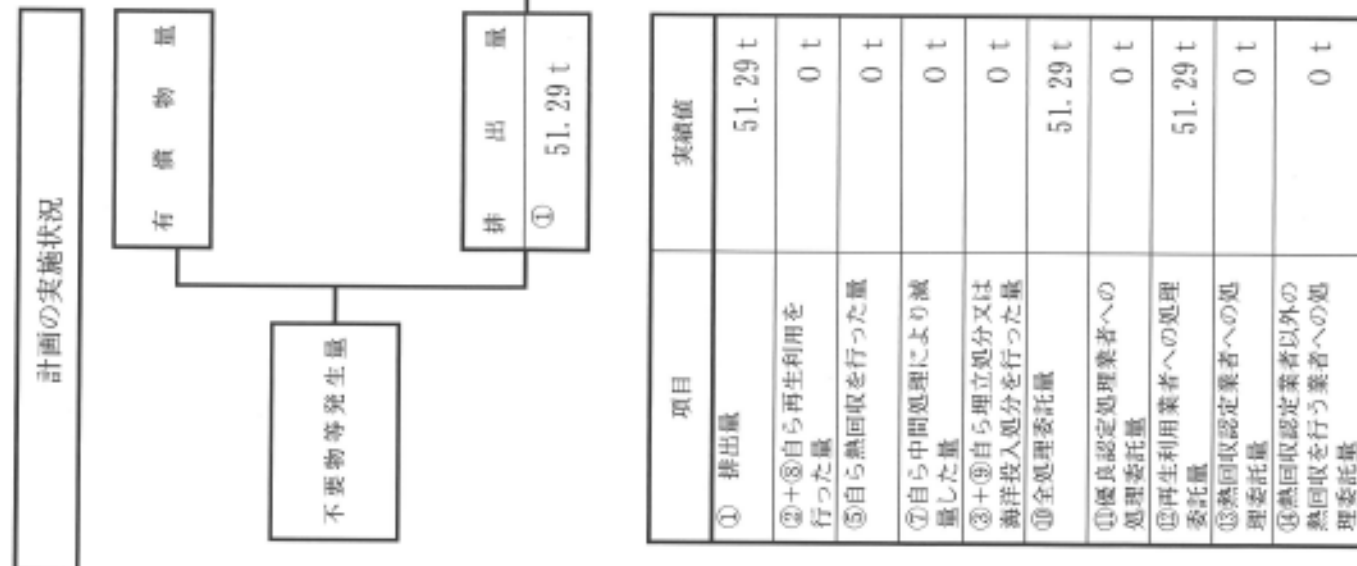 計画の実施状況
有償物量
不要物等発生量
排出量
① 51.29 t
項目 実績値
① 排出量 51.29 t
②+⑧自ら再生利用を
行った量 0 t
⑤自ら熱回収を行った量 0 t
⑦自ら中間処理により減
量した量 0 t
③+⑨自ら埋立処分又は
海洋投入処分を行った量 0 t
⑩全処理委託量 51.29 t
⑪優良認定処理業者への
処理委託量 0 t
⑫再生利用業者への処理
委託量 51.29 t
⑬熱回収認定業者への処
理委託量 0 t
⑭熱回収認定業者以外の
熱回収を行う業者への処
理委託量 0 t